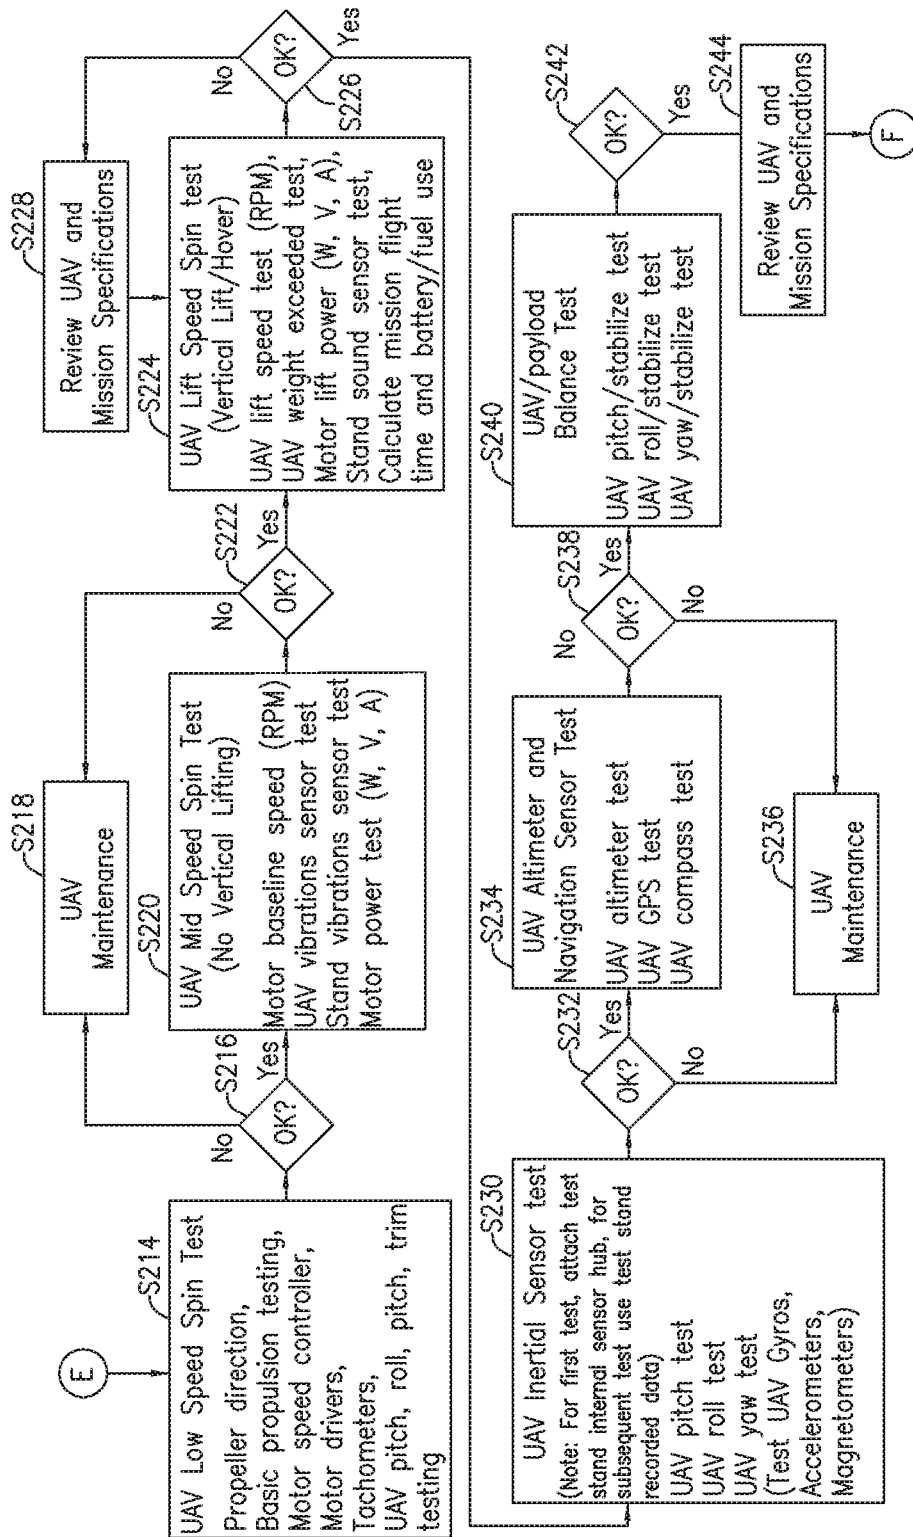 E
S214
UAV Low Speed Spin Test
Propeller direction,
Basic propulsion testing,
Motor speed controller,
Motor drivers,
Tachometers,
UAV pitch, roll, pitch, trim
testing
S216
OK?
No
Yes
S218
UAV
Maintenance
S220
UAV Mid Speed Spin Test
(No Vertical Lifting)
Motor baseline speed (RPM)
UAV vibrations sensor test
Stand vibrations sensor test
Motor power test (W, V, A)
S222
OK?
No
Yes
S228
Review UAV and
Mission Specifications
S224
UAV Lift Speed Spin test
(Vertical Lift/Hover)
UAV lift speed test (RPM),
UAV weight exceeded test,
Motor lift power (W, V, A),
Stand sound sensor test,
Calculate mission flight
time and battery/fuel use
S226
OK?
No
Yes
S230
UAV Inertial Sensor test
(Note: For first test, attach test
stand internal sensor hub, for
subsequent test use test stand
recorded data)
UAV pitch test
UAV roll test
UAV yaw test
(Test UAV Gyros,
Accelerometers,
Magnetometers)
S232
OK?
Yes
No
S234
UAV Altimeter and
Navigation Sensor Test
UAV altimeter test
UAV GPS test
UAV compass test
S236
UAV
Maintenance
S238
OK?
No
Yes
No
S240
UAV/payload
Balance Test
UAV pitch/stabilize test
UAV roll/stabilize test
UAV yaw/stabilize test
S242
OK?
Yes
S244
Review UAV and
Mission Specifications
F